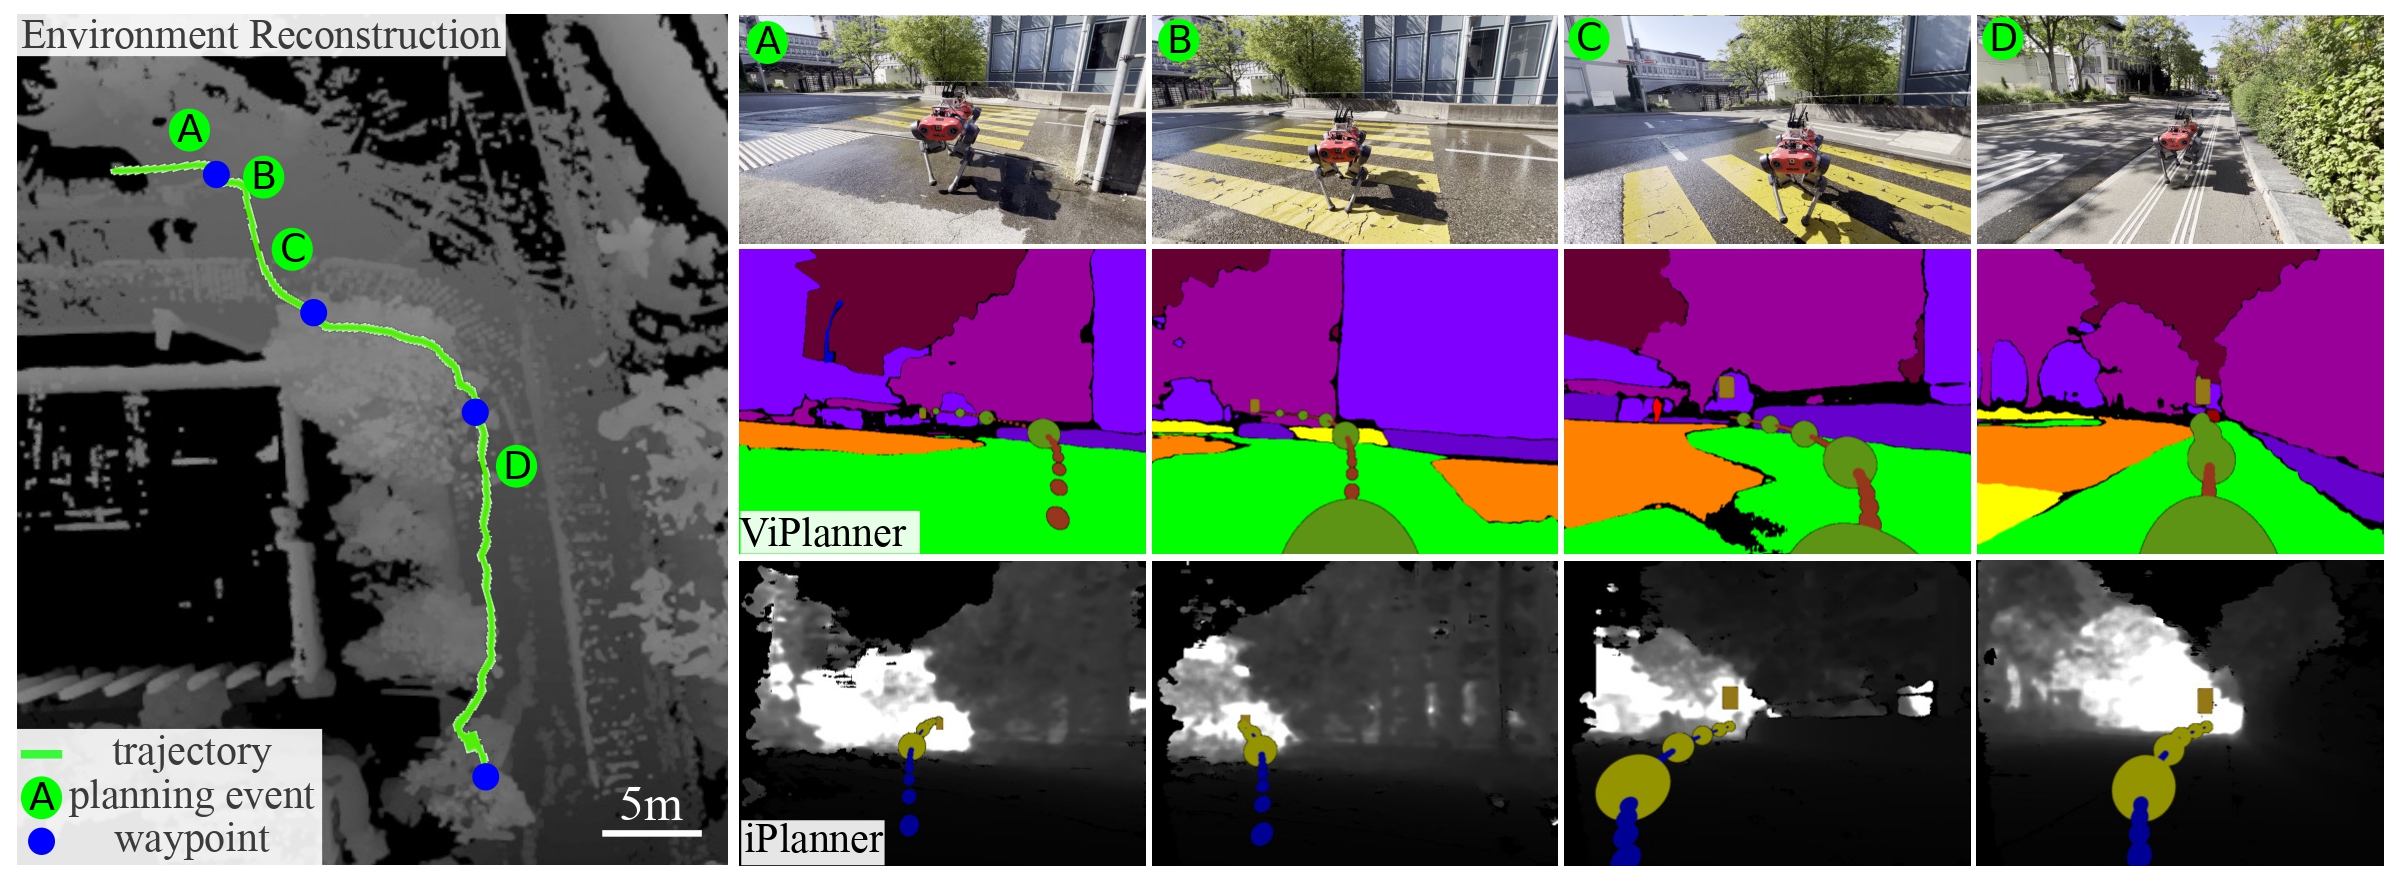 Environment Reconstruction
A
B
C
D
trajectory
A planning event
waypoint
5m
A
B
C
D
ViPlanner
iPlanner